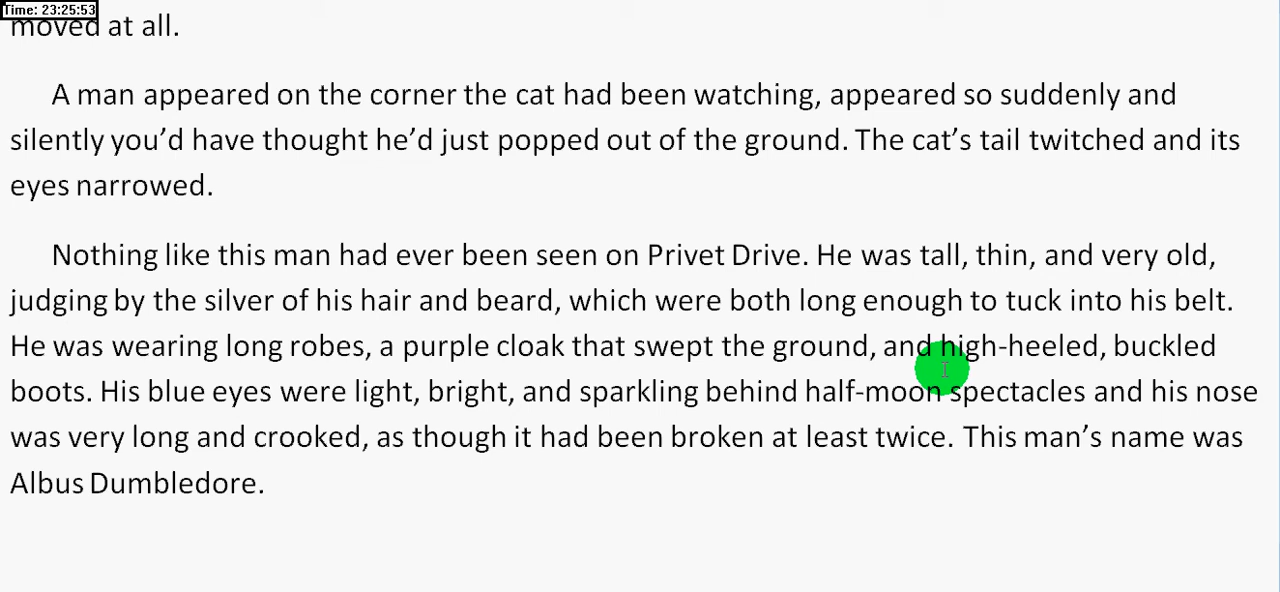 Time: 23:25:53
moved at all.
A man appeared on the corner the cat had been watching, appeared so suddenly and
silently you’d have thought he’d just popped out of the ground. The cat’s tail twitched and its
eyes narrowed.
Nothing like this man had ever been seen on Privet Drive. He was tall, thin, and very old,
judging by the silver of his hair and beard, which were both long enough to tuck into his belt.
He was wearing long robes, a purple cloak that swept the ground, and high-heeled, buckled
boots. His blue eyes were light, bright, and sparkling behind half-moon spectacles and his nose
was very long and crooked, as though it had been broken at least twice. This man’s name was
Albus Dumbledore.